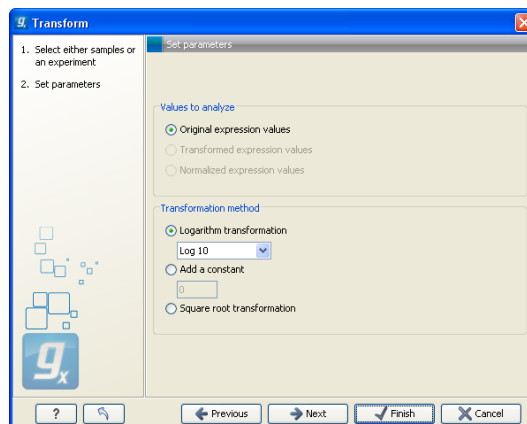 Transform
1. Select either samples or
an experiment
2. Set parameters
Set parameters
Values to analyze
Original expression values
Transformed expression values
Normalized expression values
Transformation method
Logarithm transformation
Log 10
Add a constant
0
Square root transformation
gx
?
Previous
Next
Finish
Cancel